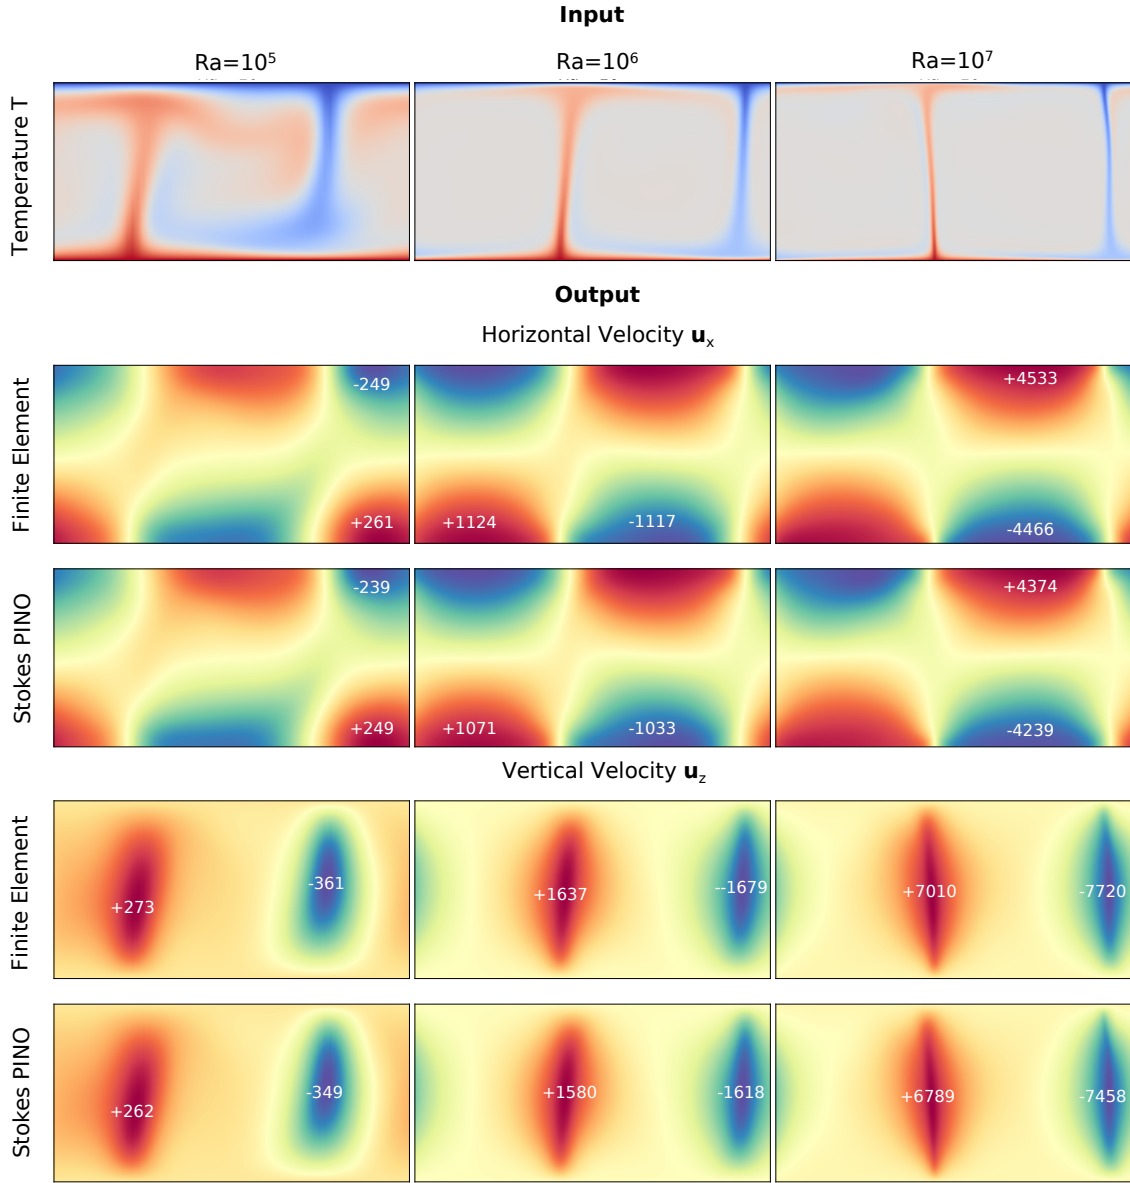 Input
Ra=10⁵ Ra=10⁶ Ra=10⁷
Temperature T
Output
Horizontal Velocity uₓ
Finite Element
-249 +4533
+261 +1124 -1117 -4466
Stokes PINO
-239 +4374
+249 +1071 -1033 -4239
Vertical Velocity u_z
Finite Element
+273 -361 +1637 --1679 +7010 -7720
Stokes PINO
+262 -349 +1580 -1618 +6789 -7458